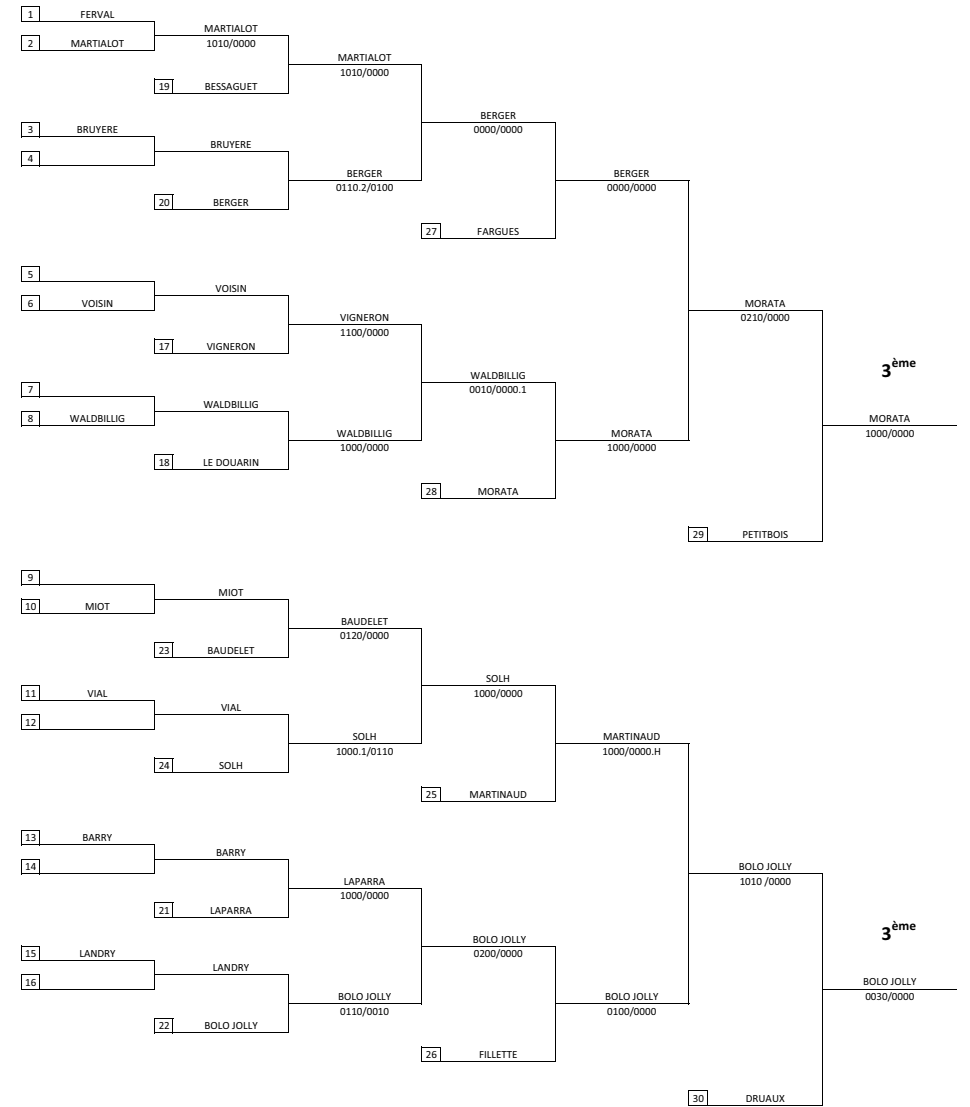 1 FERVAL
MARTIALOT
1010/0000
2 MARTIALOT
MARTIALOT
1010/0000
19 BESSAGUET
BERGER
0000/0000
3 BRUYERE
BRUYERE
4
BERGER
0110.2/0100
BERGER
0000/0000
20 BERGER
27 FARGUES
5
VOISIN
6 VOISIN
VIGNERON
1100/0000
MORATA
0210/0000
17 VIGNERON
3ème
WALDBILLIG
0010/0000.1
7
WALDBILLIG
8 WALDBILLIG
MORATA
1000/0000
WALDBILLIG
1000/0000
MORATA
1000/0000
18 LE DOUARIN
28 MORATA
29 PETITBOIS
9
MIOT
10 MIOT
BAUDELET
0120/0000
23 BAUDELET
SOLH
1000/0000
11 VIAL
VIAL
12
SOLH
1000.1/0110
MARTINAUD
1000/0000.H
24 SOLH
25 MARTINAUD
13 BARRY
BARRY
14
BOLO JOLLY
1010 /0000
LAPARRA
1000/0000
21 LAPARRA
3ème
BOLO JOLLY
0200/0000
15 LANDRY
LANDRY
16
BOLO JOLLY
0030/0000
BOLO JOLLY
0110/0010
BOLO JOLLY
0100/0000
22 BOLO JOLLY
26 FILLETTE
30 DRUAUX